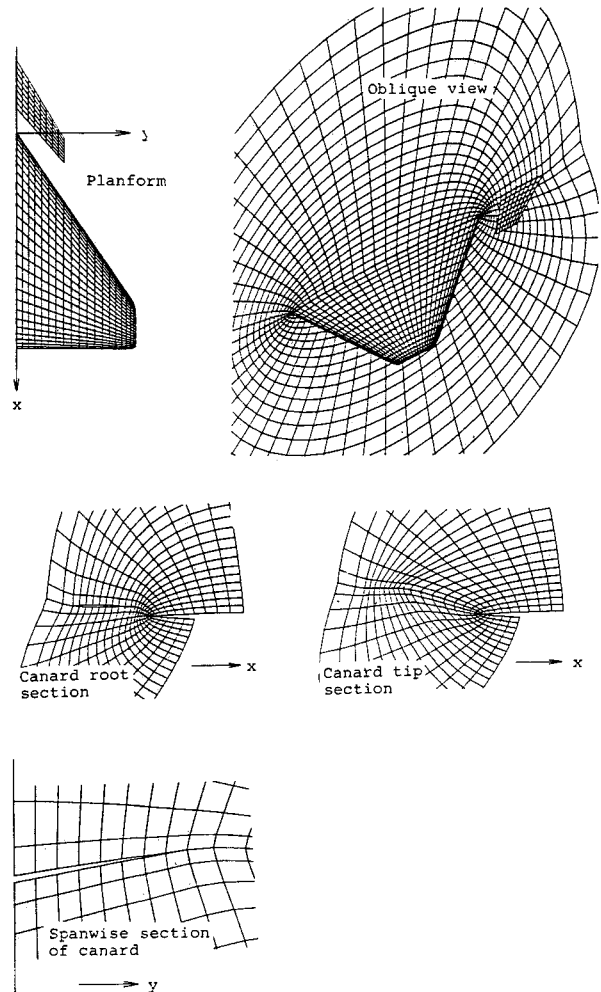 Oblique view
y
Planform
x
Canard root
section
x
Canard tip
section
x
Spanwise section
of canard
y